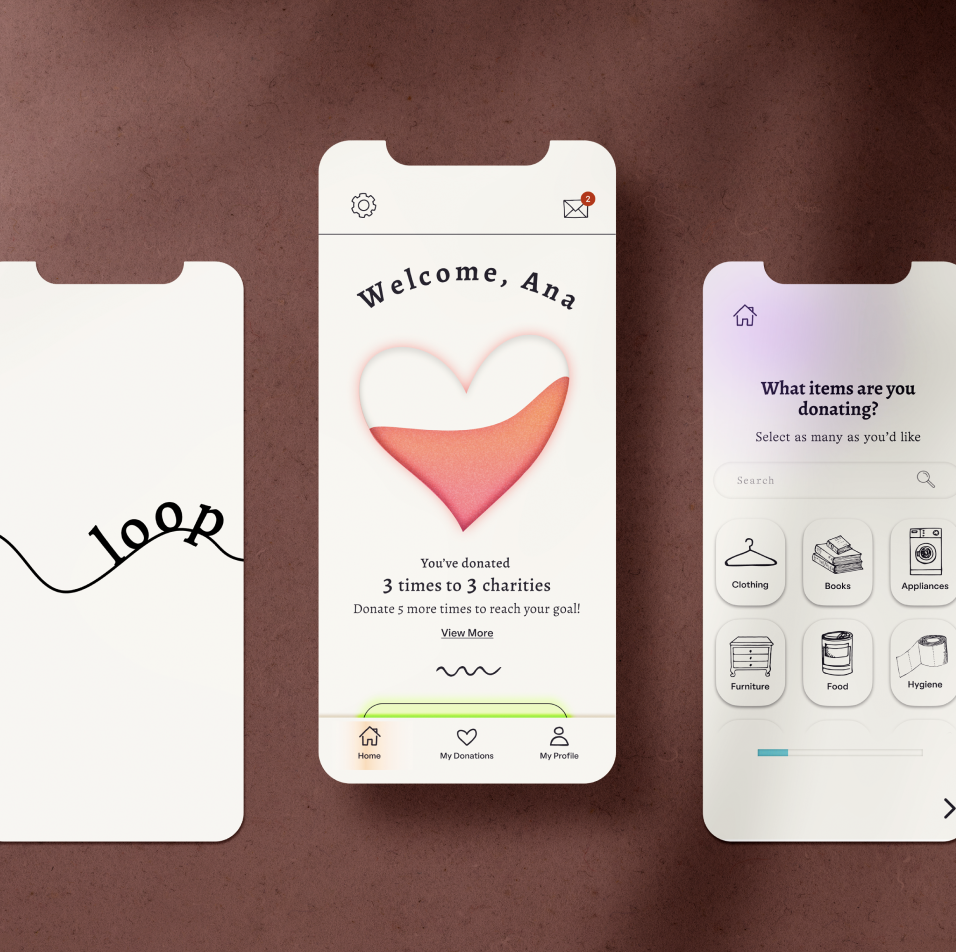 loop
2
Welcome, Ana
You've donated
3 times to 3 charities
Donate 5 more times to reach your goal!
View More
Home
My Donations
My Profile
What items are you
donating?
Select as many as you'd like
Search
Clothing
Books
Appliances
Furniture
Food
Hygiene